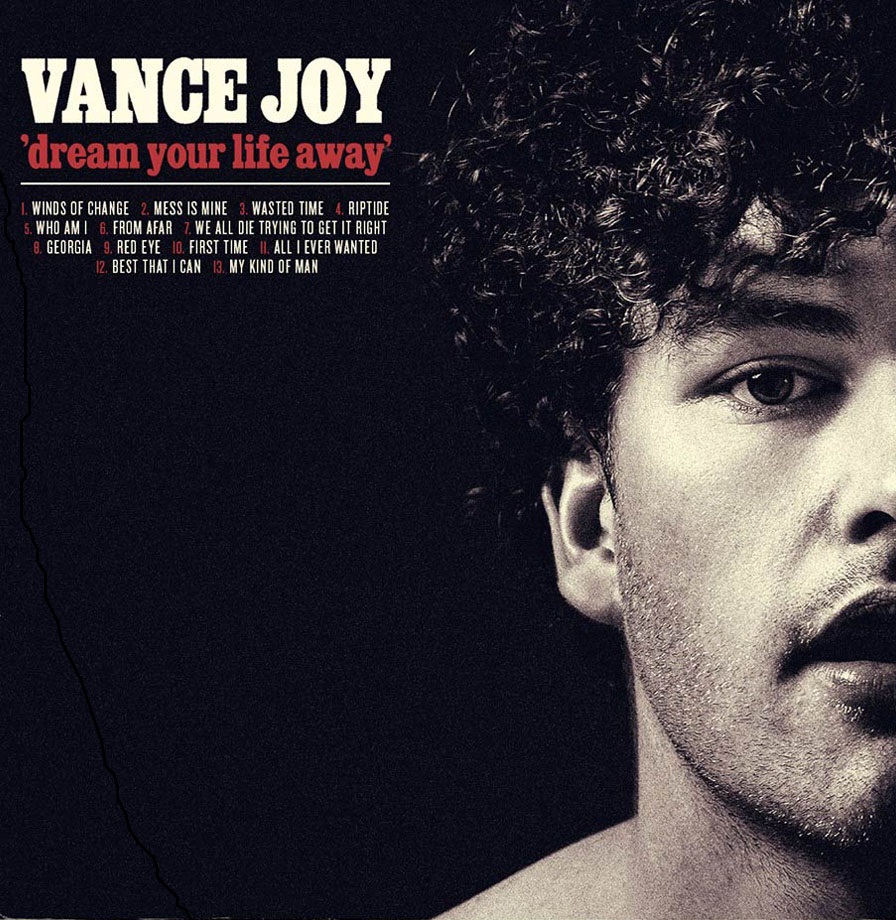 VANCE JOY
'dream your life away'
1. WINDS OF CHANGE 2. MESS IS MINE 3. WASTED TIME 4. RIPTIDE
5. WHO AM I 6. FROM AFAR 7. WE ALL DIE TRYING TO GET IT RIGHT
8. GEORGIA 9. RED EYE 10. FIRST TIME 11. ALL I EVER WANTED
12. BEST THAT I CAN 13. MY KIND OF MAN